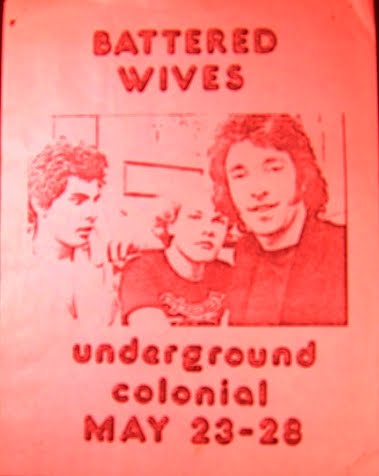 BATTERED
WIVES
underground
colonial
MAY 23-28